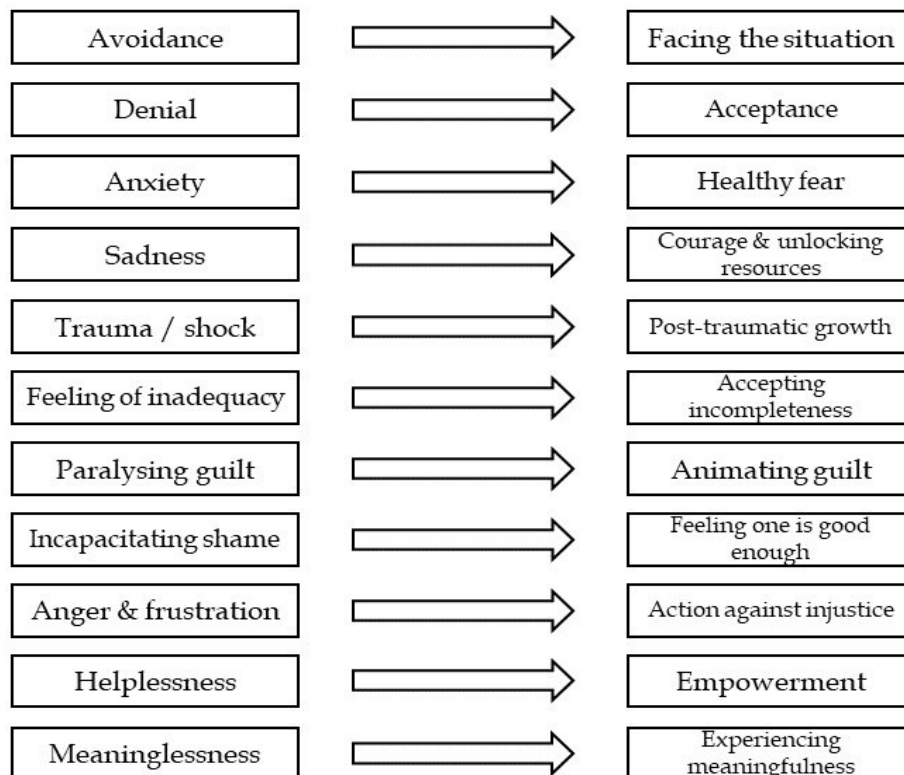 Avoidance
Facing the situation
Denial
Acceptance
Anxiety
Healthy fear
Sadness
Courage & unlocking
resources
Trauma / shock
Post-traumatic growth
Feeling of inadequacy
Accepting
incompleteness
Paralysing guilt
Animating guilt
Incapacitating shame
Feeling one is good
enough
Anger & frustration
Action against injustice
Helplessness
Empowerment
Meaninglessness
Experiencing
meaningfulness